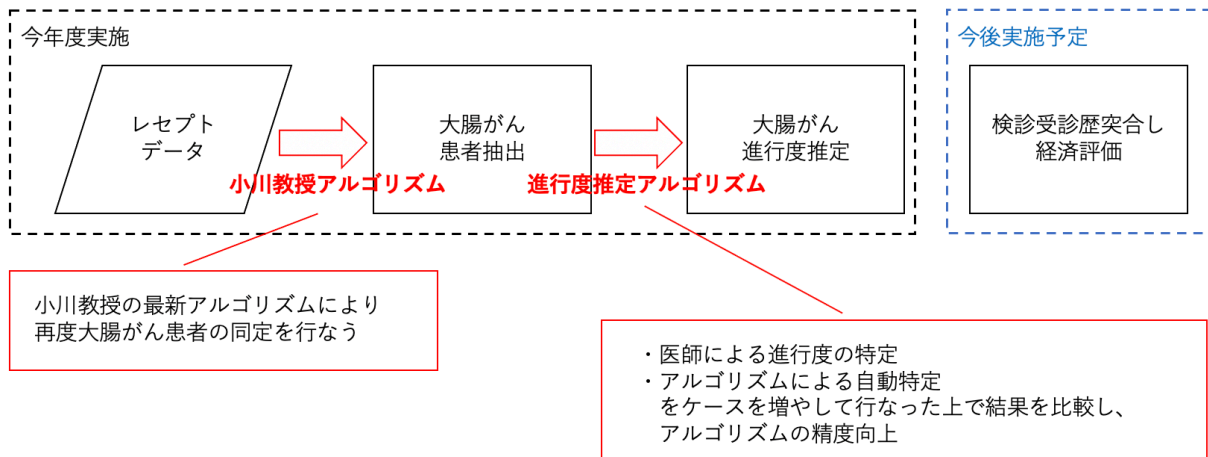 今年度実施
今後実施予定
レセプト
データ
大腸がん
患者抽出
大腸がん
進行度推定
検診受診歴突合し
経済評価
小川教授アルゴリズム
進行度推定アルゴリズム
小川教授の最新アルゴリズムにより
再度大腸がん患者の同定を行なう
・医師による進行度の特定
・アルゴリズムによる自動特定
をケースを増やして行なった上で結果を比較し、
アルゴリズムの精度向上